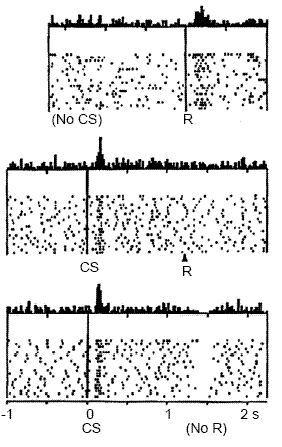 (No CS) R
CS
R
-1 0 1 2 s
CS (No R)